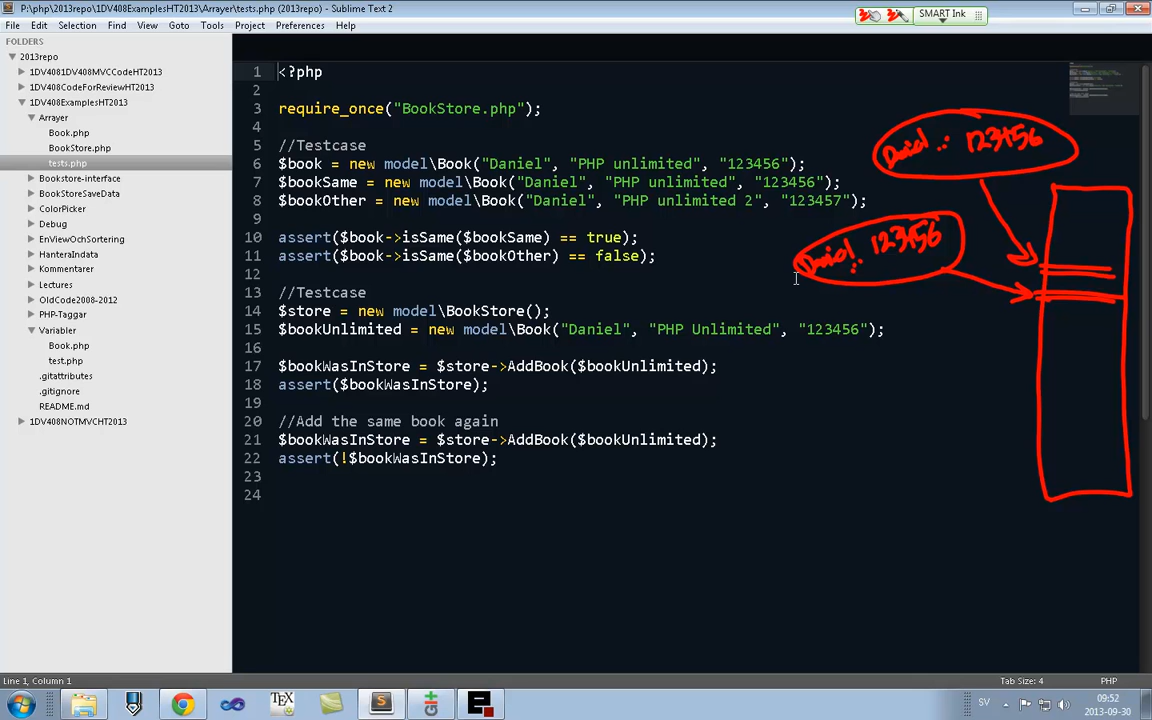 P:\php\2013repo\1DV408ExamplesHT2013\Arrayer\tests.php (2013repo) - Sublime Text 2
SMART Ink
File Edit Selection Find View Goto Tools Project Preferences Help
FOLDERS
2013repo
1DV4081DV408MVCCodeHT2013
1DV408CodeForReviewHT2013
1DV408ExamplesHT2013
Arrayer
Book.php
BookStore.php
tests.php
Bookstore-interface
BookStoreSaveData
ColorPicker
Debug
EnViewOchSortering
HanteraIndata
Kommentarer
Lectures
OldCode2008-2012
PHP-Taggar
Variabler
Book.php
test.php
.gitattributes
.gitignore
README.md
1DV408NOTMVCHT2013
1 <?php
2
3 require_once("BookStore.php");
4
5 //Testcase
6 $book = new model\Book("Daniel", "PHP unlimited", "123456");
7 $bookSame = new model\Book("Daniel", "PHP unlimited", "123456");
8 $bookOther = new model\Book("Daniel", "PHP unlimited 2", "123457");
9
10 assert($book->isSame($bookSame) == true);
11 assert($book->isSame($bookOther) == false);
12
13 //Testcase
14 $store = new model\BookStore();
15 $bookUnlimited = new model\Book("Daniel", "PHP Unlimited", "123456");
16
17 $bookWasInStore = $store->AddBook($bookUnlimited);
18 assert($bookWasInStore);
19
20 //Add the same book again
21 $bookWasInStore = $store->AddBook($bookUnlimited);
22 assert(!$bookWasInStore);
23
24
Daniel .: 123456
Daniel .: 123456
Line 1, Column 1
Tab Size: 4
PHP
TEX
SV
09:52
2013-09-30